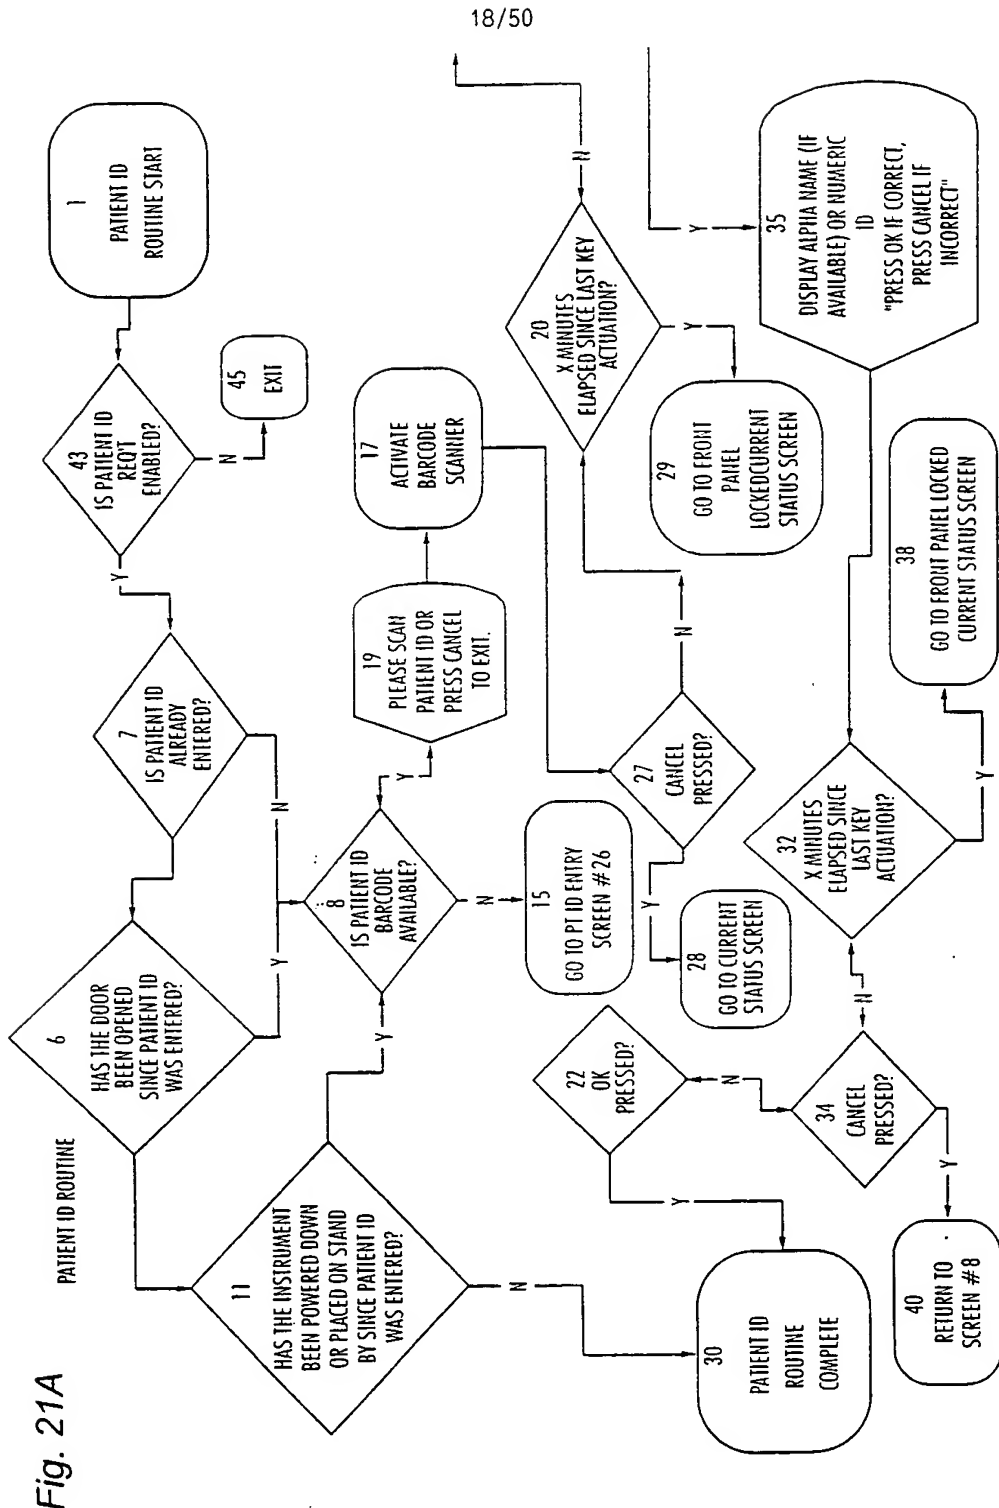 18/50
Fig. 21A
PATIENT ID ROUTINE
1
PATIENT ID
ROUTINE START
43
IS PATIENT ID
REQ'T
ENABLED?
N
45
EXIT
Y
7
IS PATIENT ID
ALREADY
ENTERED?
N
6
HAS THE DOOR
BEEN OPENED
SINCE PATIENT ID
WAS ENTERED?
Y
11
HAS THE INSTRUMENT
BEEN POWERED DOWN
OR PLACED ON STAND
BY SINCE PATIENT ID
WAS ENTERED?
Y
N
8
IS PATIENT ID
BARCODE
AVAILABLE?
Y
N
19
PLEASE SCAN
PATIENT ID OR
PRESS CANCEL
TO EXIT.
17
ACTIVATE
BARCODE
SCANNER
15
GO TO PT ID ENTRY
SCREEN #26
27
CANCEL
PRESSED?
N
Y
28
GO TO CURRENT
STATUS SCREEN
20
X MINUTES
ELAPSED SINCE LAST KEY
ACTUATION?
N
Y
29
GO TO FRONT
PANEL
LOCKEDCURRENT
STATUS SCREEN
Y
35
DISPLAY ALPHA NAME (IF
AVAILABLE) OR NUMERIC
ID
"PRESS OK IF CORRECT,
PRESS CANCEL IF
INCORRECT"
32
X MINUTES
ELAPSED SINCE
LAST KEY
ACTUATION?
Y
38
GO TO FRONT PANEL LOCKED
CURRENT STATUS SCREEN
N
34
CANCEL
PRESSED?
N
Y
22
OK
PRESSED?
Y
30
PATIENT ID
ROUTINE
COMPLETE
40
RETURN TO
SCREEN #8